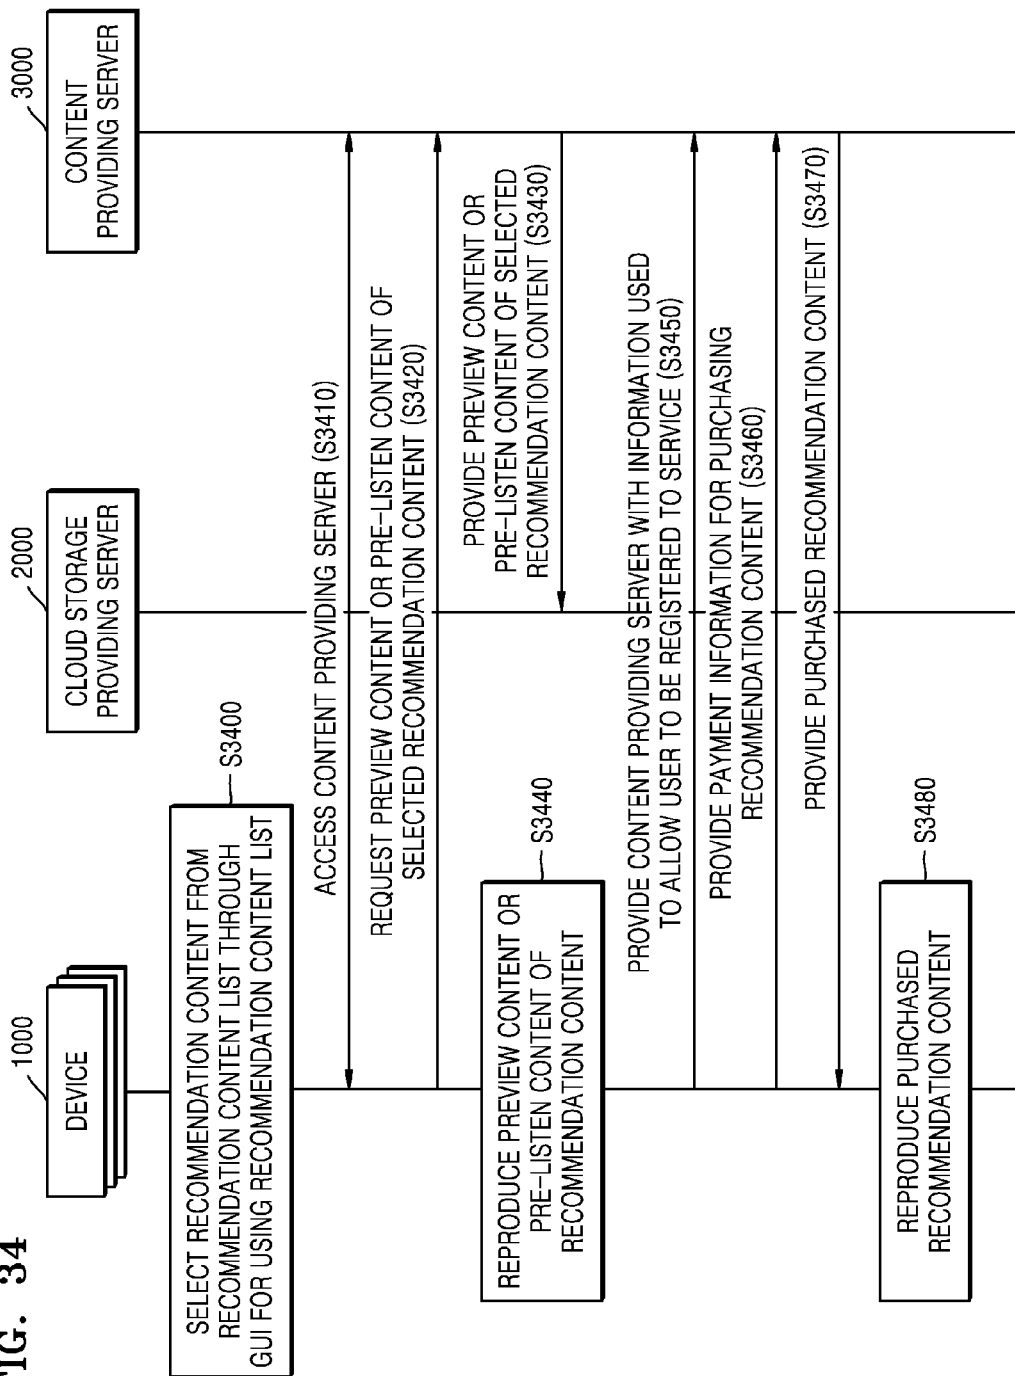 FIG. 34
1000
DEVICE
2000
CLOUD STORAGE
PROVIDING SERVER
3000
CONTENT
PROVIDING SERVER
S3400
SELECT RECOMMENDATION CONTENT FROM
RECOMMENDATION CONTENT LIST THROUGH
GUI FOR USING RECOMMENDATION CONTENT LIST
ACCESS CONTENT PROVIDING SERVER (S3410)
REQUEST PREVIEW CONTENT OR PRE-LISTEN CONTENT OF
SELECTED RECOMMENDATION CONTENT (S3420)
PROVIDE PREVIEW CONTENT OR
PRE-LISTEN CONTENT OF SELECTED
RECOMMENDATION CONTENT (S3430)
S3440
REPRODUCE PREVIEW CONTENT OR
PRE-LISTEN CONTENT OF
RECOMMENDATION CONTENT
PROVIDE CONTENT PROVIDING SERVER WITH INFORMATION USED
TO ALLOW USER TO BE REGISTERED TO SERVICE (S3450)
PROVIDE PAYMENT INFORMATION FOR PURCHASING
RECOMMENDATION CONTENT (S3460)
PROVIDE PURCHASED RECOMMENDATION CONTENT (S3470)
S3480
REPRODUCE PURCHASED
RECOMMENDATION CONTENT